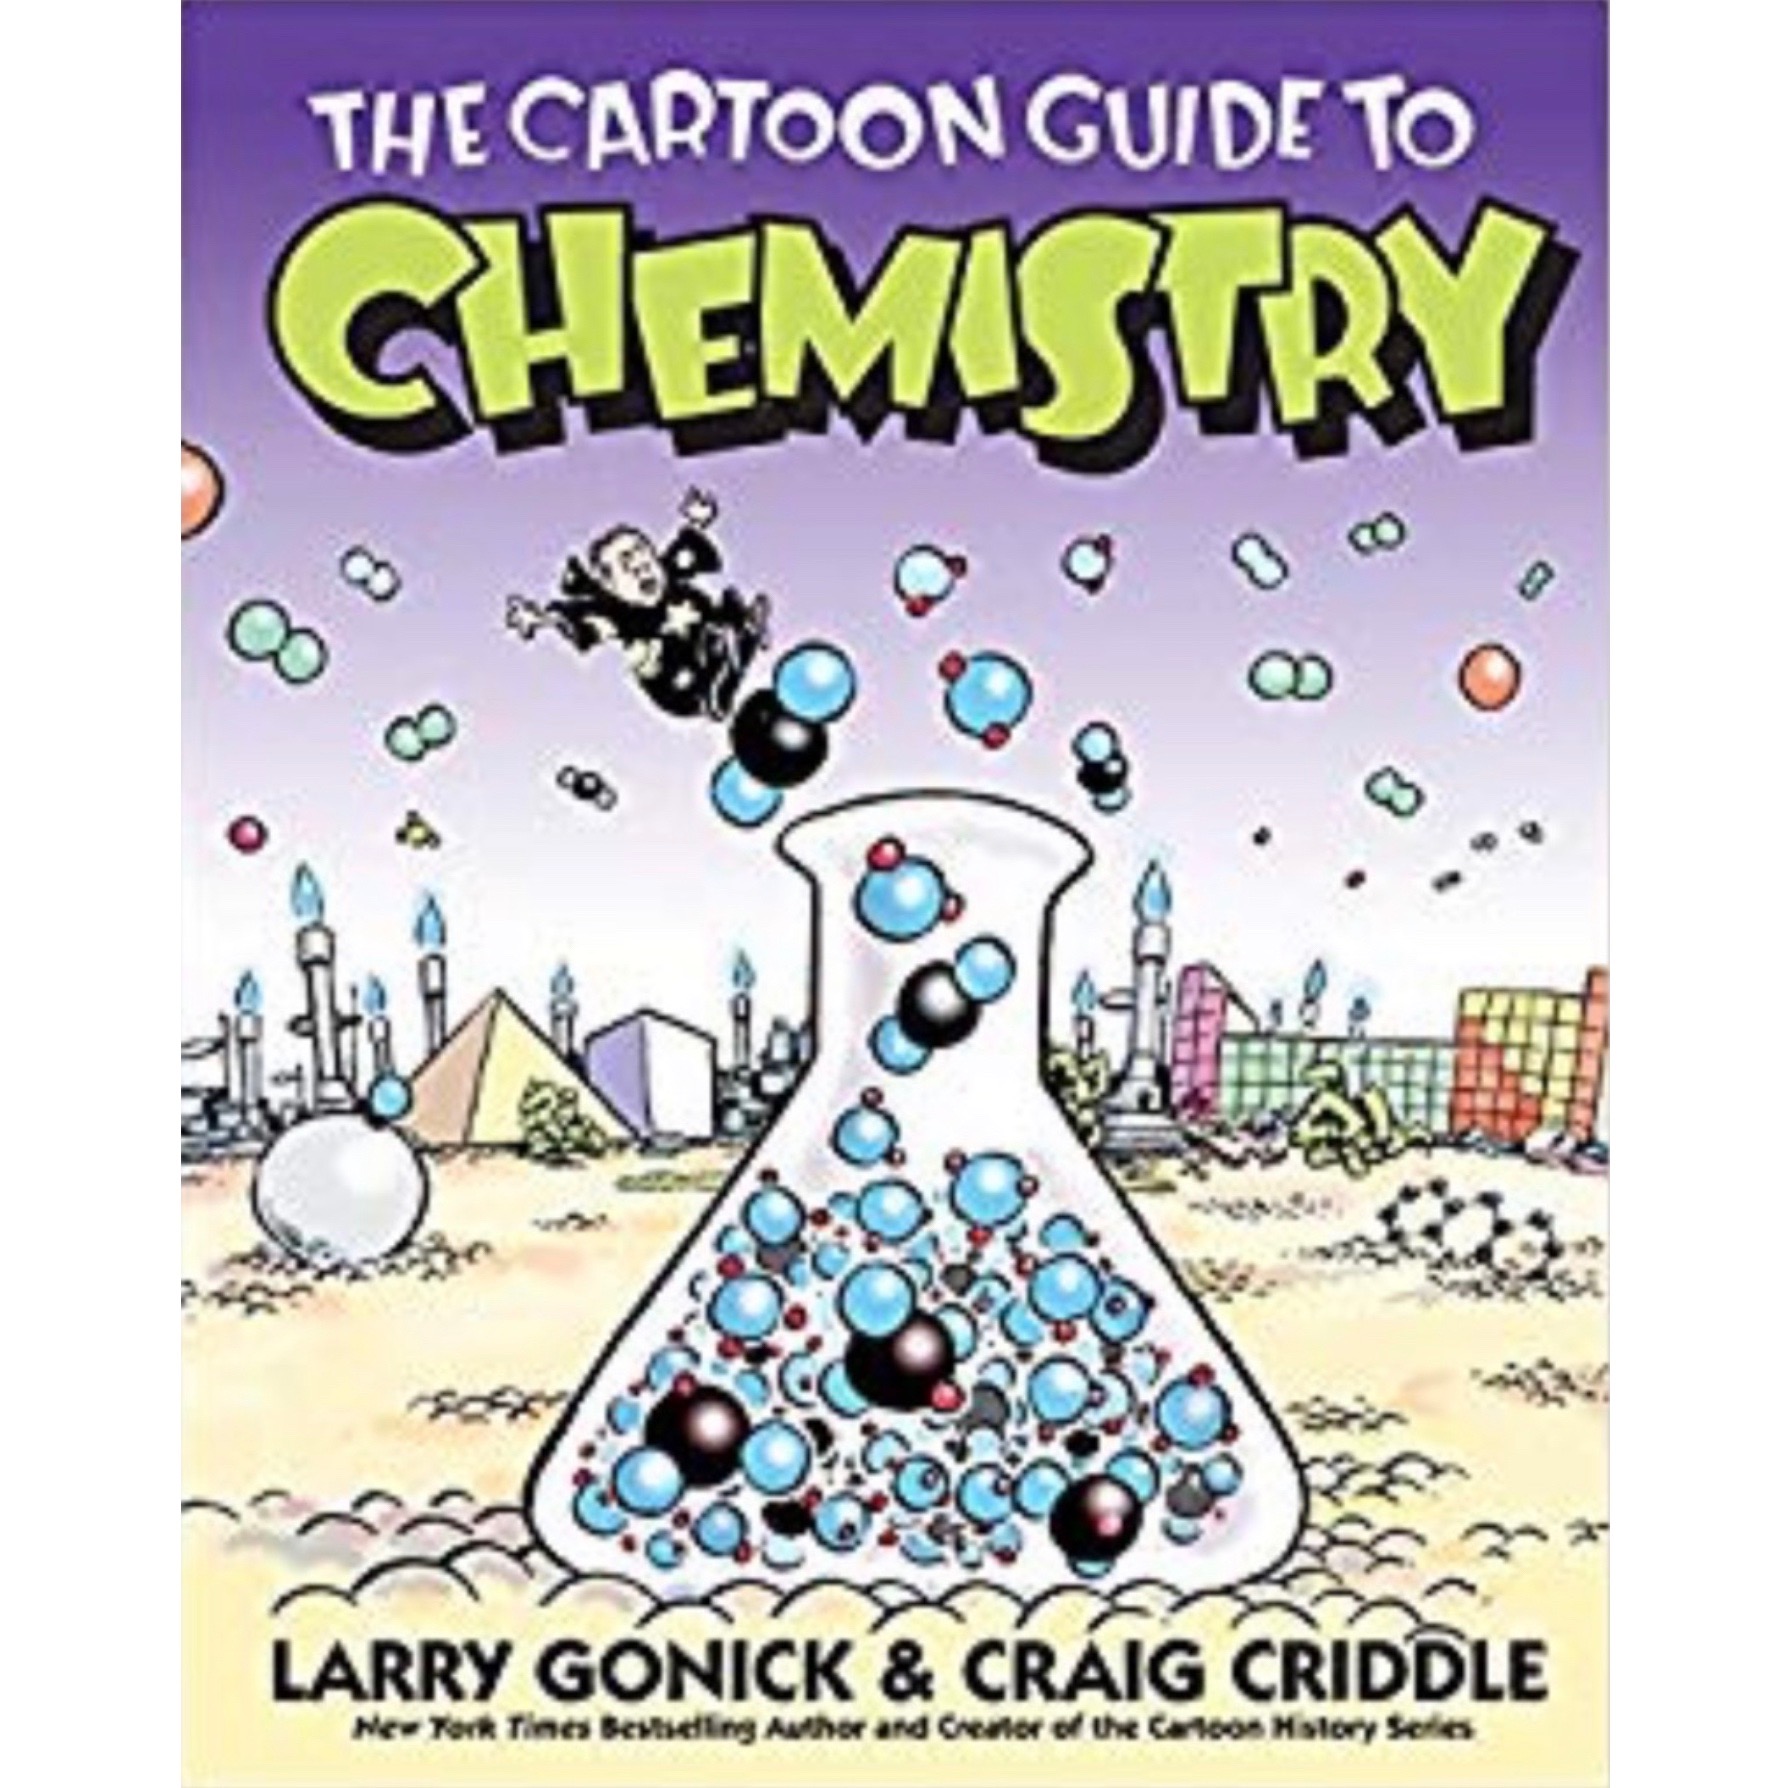 THE CARTOON GUIDE TO
CHEMISTRY
LARRY GONICK & CRAIG CRIDDLE
New York Times Bestselling Author and Creator of the Cartoon History Series